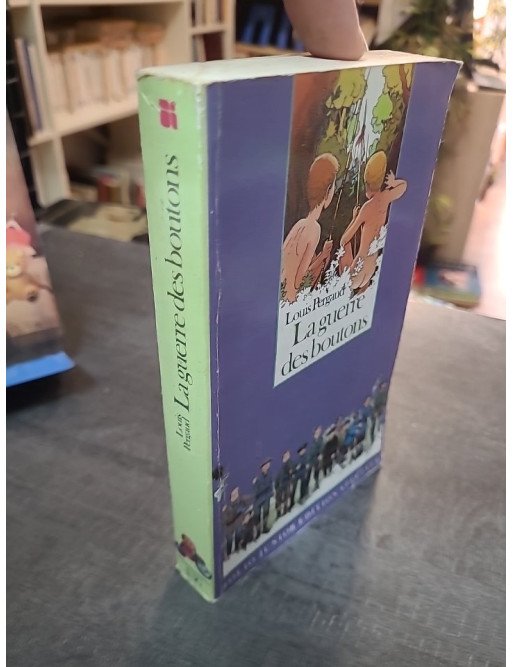 Louis
Pergaud
La guerre des boutons
Louis Pergaud
La guerre
des boutons